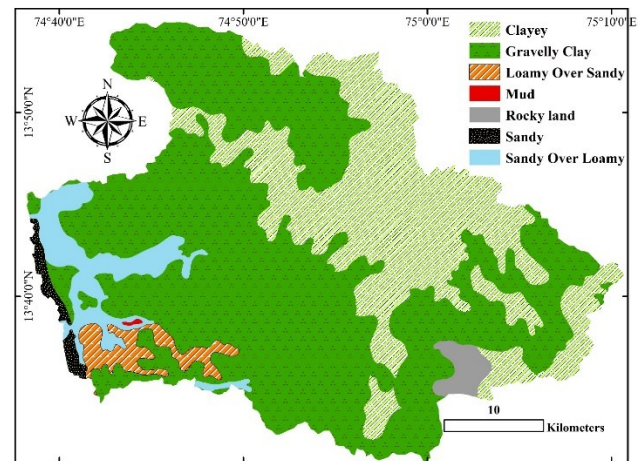 74°40'0"E 74°50'0"E 75°0'0"E 75°10'0"E
13°50'0"N
13°40'0"N
N
W E
S
Clayey
Gravelly Clay
Loamy Over Sandy
Mud
Rocky land
Sandy
Sandy Over Loamy
10
Kilometers